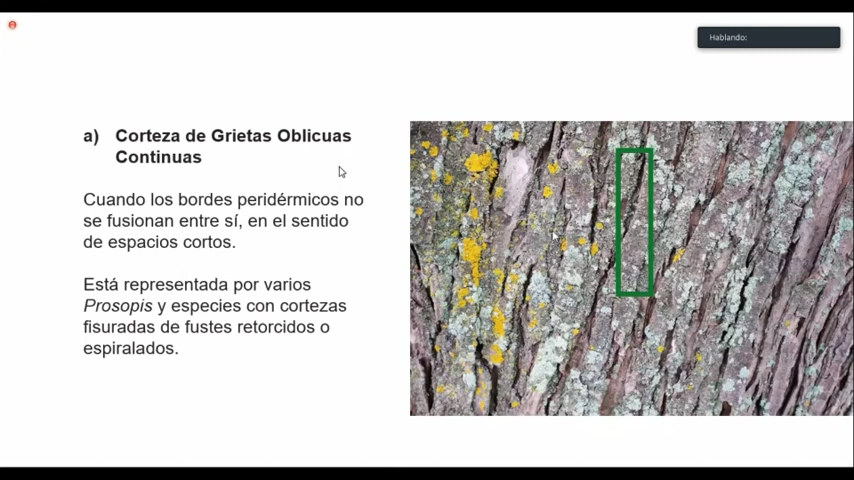 Hablando:
a) Corteza de Grietas Oblicuas
Continuas
Cuando los bordes peridérmicos no
se fusionan entre sí, en el sentido
de espacios cortos.
Está representada por varios
Prosopis y especies con cortezas
fisuradas de fustes retorcidos o
espiralados.